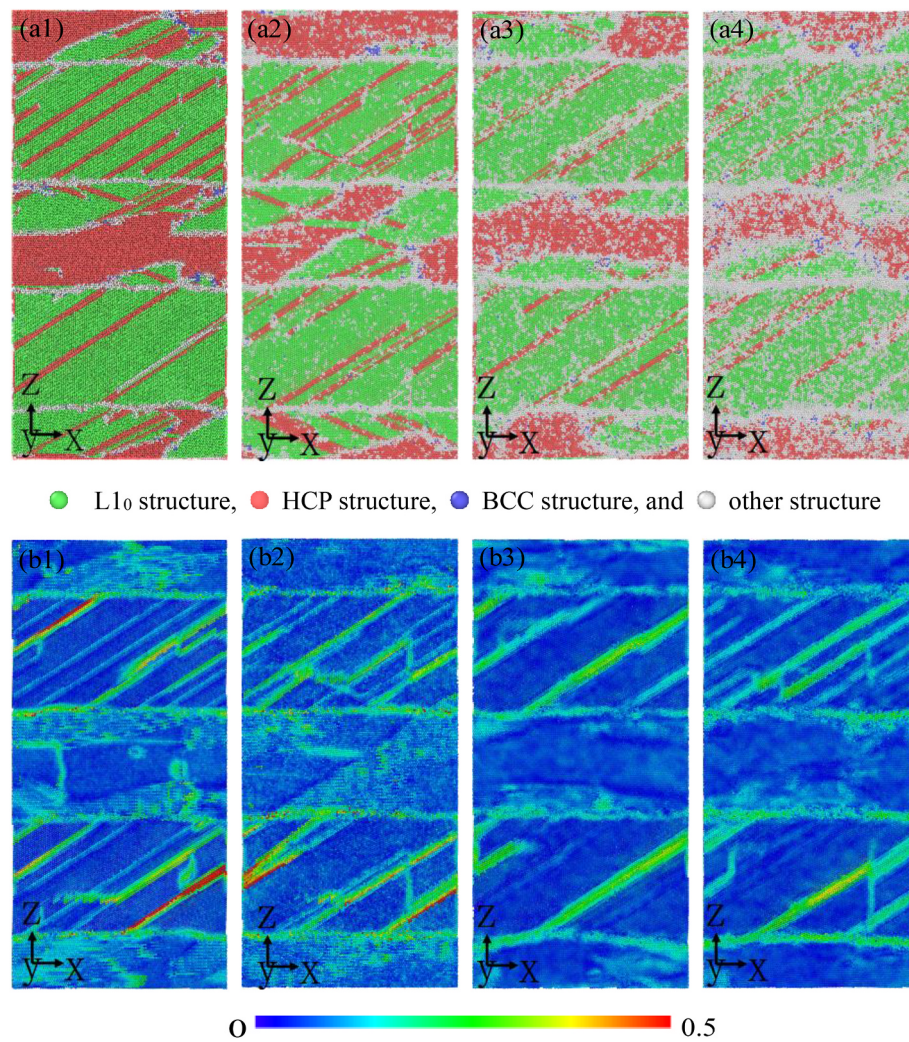 (a1) (a2) (a3) (a4)
Z Z Z Z
y X y X y X y X
L1₀ structure, HCP structure, BCC structure, and other structure
(b1) (b2) (b3) (b4)
Z Z Z Z
y X y X y X y X
O 0.5